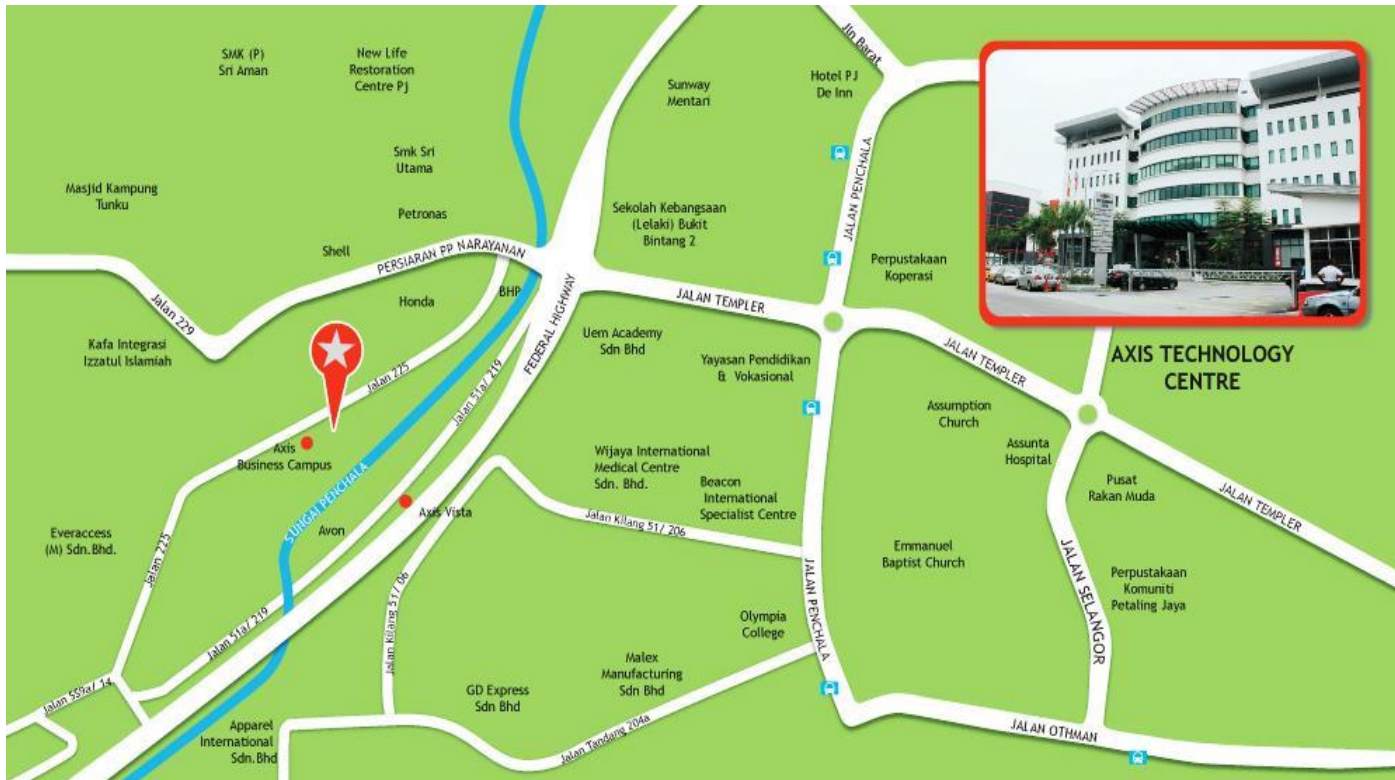 SMK (P)
Sri Aman
New Life
Restoration
Centre Pj
Sunway
Mentari
Jln Barat
Hotel PJ
De Inn
Smk Sri
Utama
Masjid Kampung
Tunku
Petronas
JALAN PENCHALA
Sekolah Kebangsaan
(Lelaki) Bukit
Bintang 2
Shell
PERSIARAN PP NARAYANAN
Perpustakaan
Koperasi
Jalan 229
Honda
BHP
FEDERAL HIGHWAY
JALAN TEMPLER
Kafa Integrasi
Izzatul Islamiah
Uem Academy
Sdn Bhd
Yayasan Pendidikan
& Vokasional
JALAN TEMPLER
AXIS TECHNOLOGY
CENTRE
Jalan 225
Jalan 51a/ 219
Assumption
Church
Assunta
Hospital
Axis
Business Campus
SUNGAI PENCHALA
Wijaya International
Medical Centre
Sdn. Bhd.
Beacon
International
Specialist Centre
Pusat
Rakan Muda
JALAN TEMPLER
Everaccess
(M) Sdn.Bhd.
Jalan 225
Avon
Axis Vista
Jalan Kilang 51/ 206
Emmanuel
Baptist Church
JALAN PENCHALA
JALAN SELANGOR
Perpustakaan
Komuniti
Petaling Jaya
Jalan 51a/ 219
Jalan Kilang 51/ 06
Olympia
College
Malex
Manufacturing
Sdn Bhd
GD Express
Sdn Bhd
Jalan SS9a/ 14
Apparel
International
Sdn.Bhd
Jalan Tandang 204a
JALAN OTHMAN